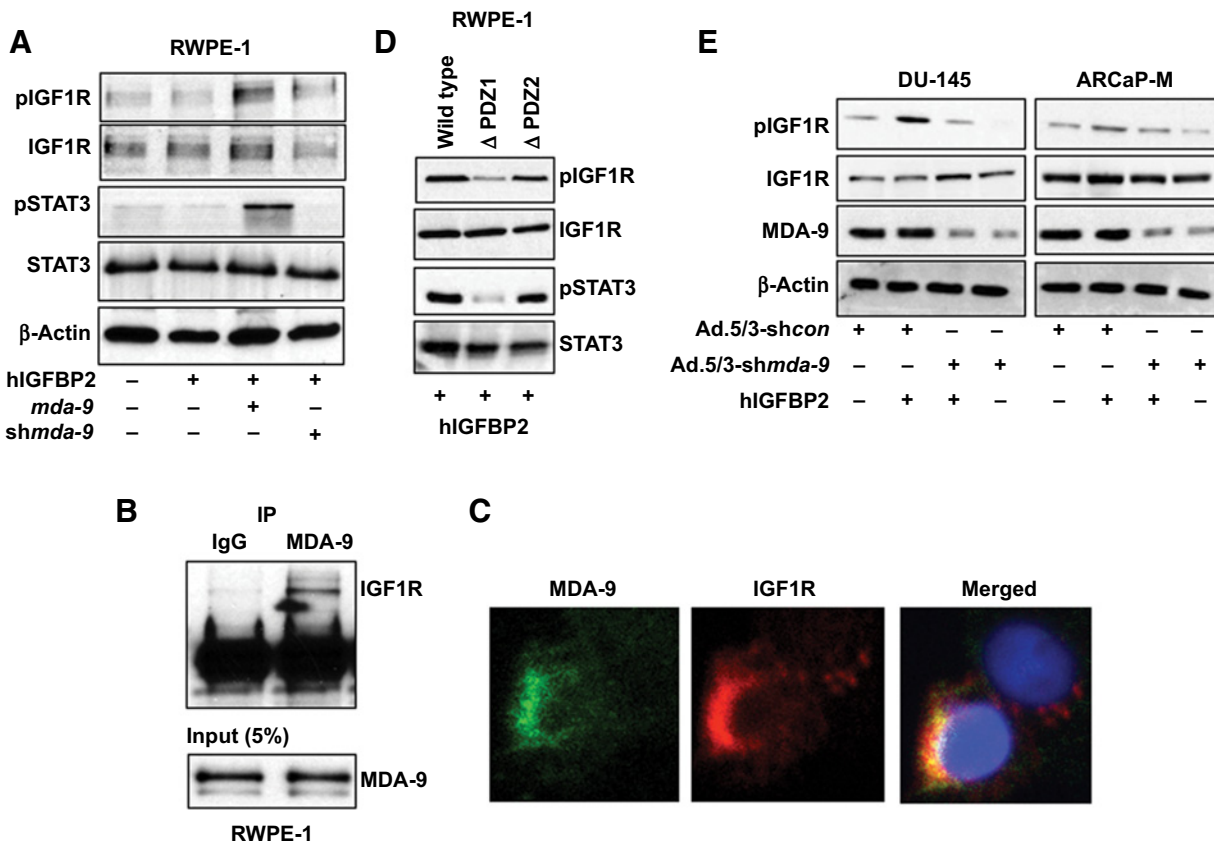 A
RWPE-1
pIGF1R
IGF1R
pSTAT3
STAT3
β-Actin
hIGFBP2 – + + +
mda-9 – – + –
shmda-9 – – – +
D
RWPE-1
Wild type
Δ PDZ1
Δ PDZ2
pIGF1R
IGF1R
pSTAT3
STAT3
+ + +
hIGFBP2
E
DU-145 ARCaP-M
pIGF1R
IGF1R
MDA-9
β-Actin
Ad.5/3-shcon + + – – + + – –
Ad.5/3-shmda-9 – – + + – – + +
hIGFBP2 – + + – – + + –
B
IP
IgG MDA-9
IGF1R
Input (5%)
MDA-9
RWPE-1
C
MDA-9 IGF1R Merged